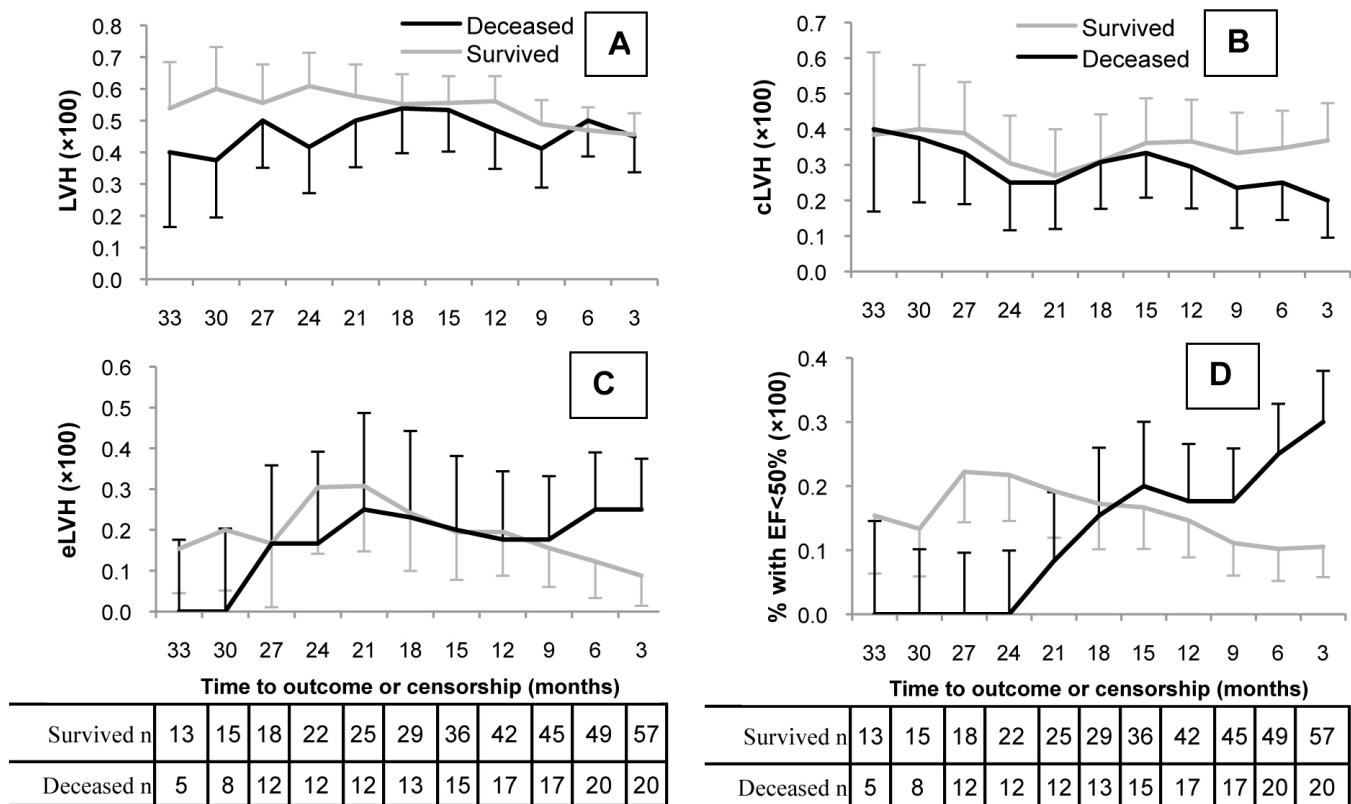 Deceased
Survived
A
LVH (×100)
0.8
0.7
0.6
0.5
0.4
0.3
0.2
0.1
0.0
33 30 27 24 21 18 15 12 9 6 3
Survived
Deceased
B
cLVH (×100)
0.7
0.6
0.5
0.4
0.3
0.2
0.1
0.0
33 30 27 24 21 18 15 12 9 6 3
C
eLVH (×100)
0.6
0.5
0.4
0.3
0.2
0.1
0.0
33 30 27 24 21 18 15 12 9 6 3
Time to outcome or censorship (months)
Survived n 13 15 18 22 25 29 36 42 45 49 57
Deceased n 5 8 12 12 12 13 15 17 17 20 20
D
% with EF<50% (×100)
0.4
0.3
0.2
0.1
0.0
33 30 27 24 21 18 15 12 9 6 3
Time to outcome or censorship (months)
Survived n 13 15 18 22 25 29 36 42 45 49 57
Deceased n 5 8 12 12 12 13 15 17 17 20 20